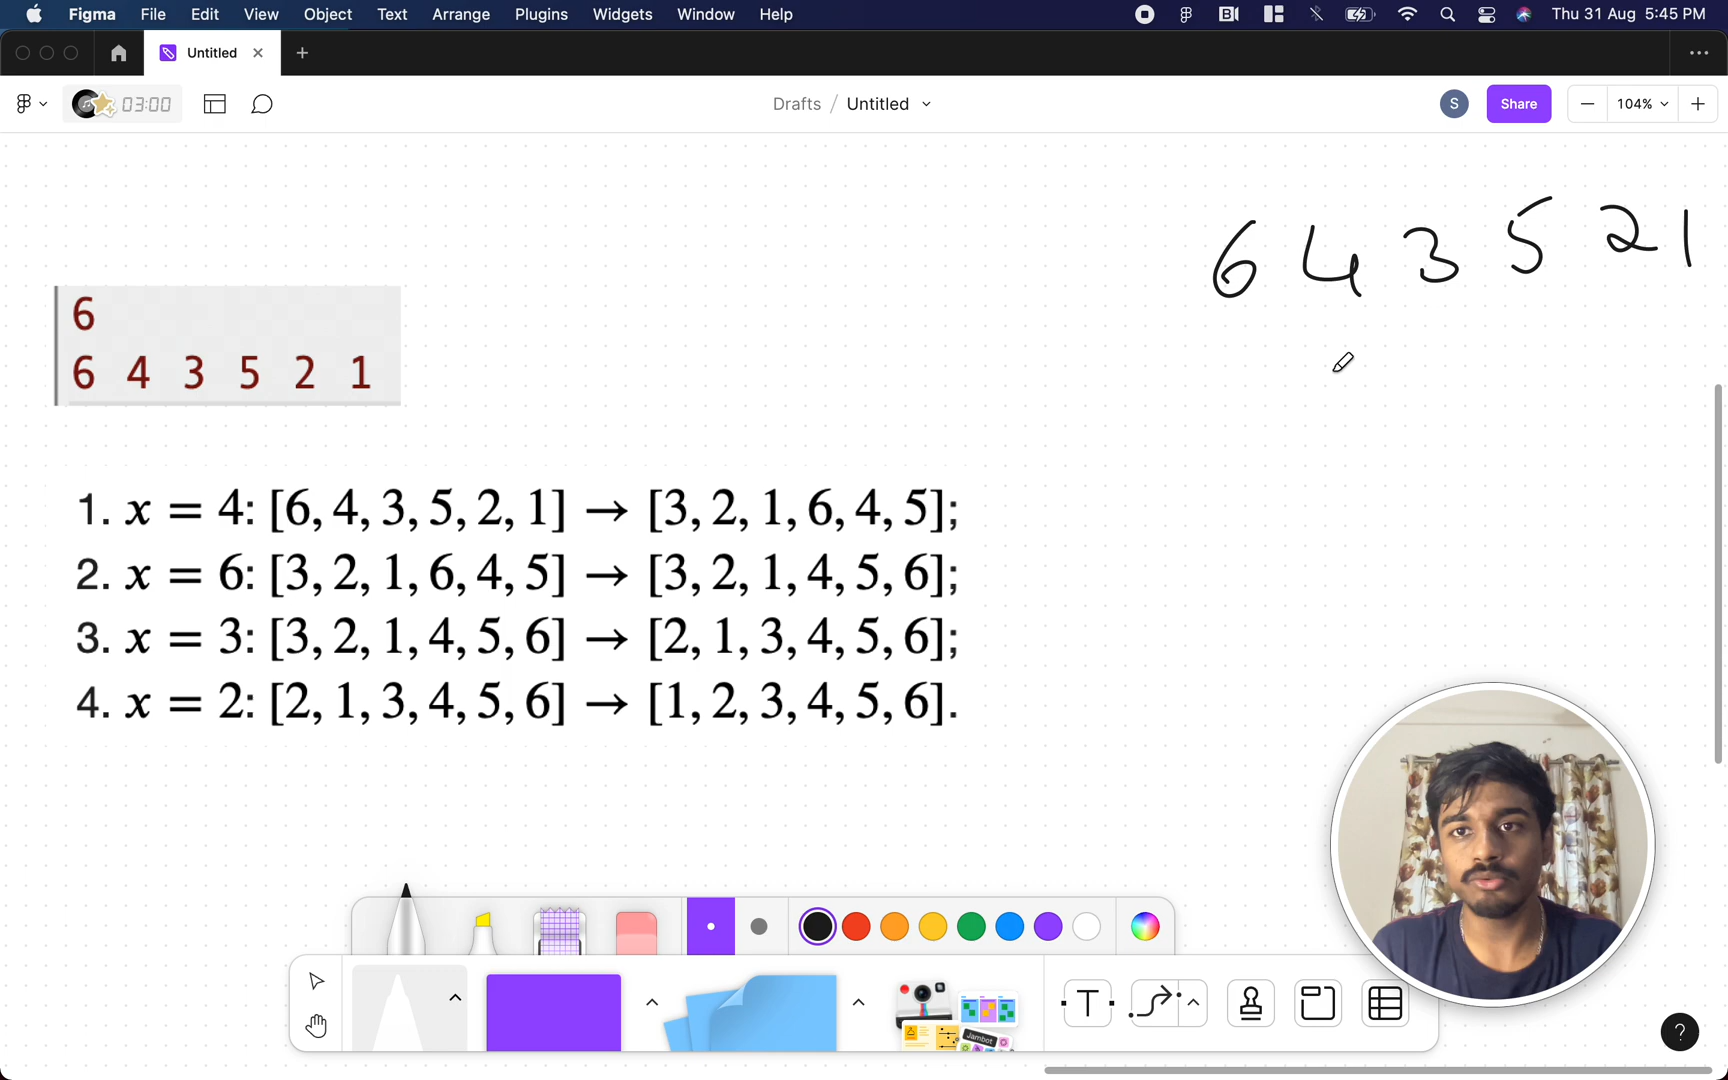 Figma File Edit View Object Text Arrange Plugins Widgets Window Help Thu 31 Aug 5:45 PM
Untitled
03:00 Drafts / Untitled S Share 104%
6 4 3 5 2 1
6
6 4 3 5 2 1
1. x = 4: [6, 4, 3, 5, 2, 1] → [3, 2, 1, 6, 4, 5];
2. x = 6: [3, 2, 1, 6, 4, 5] → [3, 2, 1, 4, 5, 6];
3. x = 3: [3, 2, 1, 4, 5, 6] → [2, 1, 3, 4, 5, 6];
4. x = 2: [2, 1, 3, 4, 5, 6] → [1, 2, 3, 4, 5, 6].
T
Jambot
?